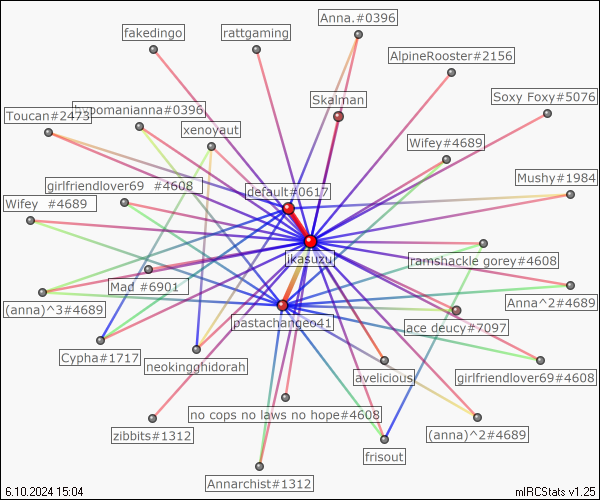 Anna.#0396
fakedingo
rattgaming
AlpineRooster#2156
Skalman
Soxy Foxy#5076
hypomanianna#0396
Toucan#2473
xenoyaut
Wifey#4689
Mushy#1984
girlfriendlover69 #4608
default#0617
Wifey #4689
ikasuzu!
ramshackle gorey#4608
Mad #6901
(anna)^3#4689
Anna^2#4689
pastachangeo41
ace deucy#7097
Cypha#1717
neokingghidorah
avelicious
girlfriendlover69#4608
no cops no laws no hope#4608
zibbits#1312
(anna)^2#4689
frisout
Annarchist#1312
6.10.2024 15:04
mIRCStats v1.25